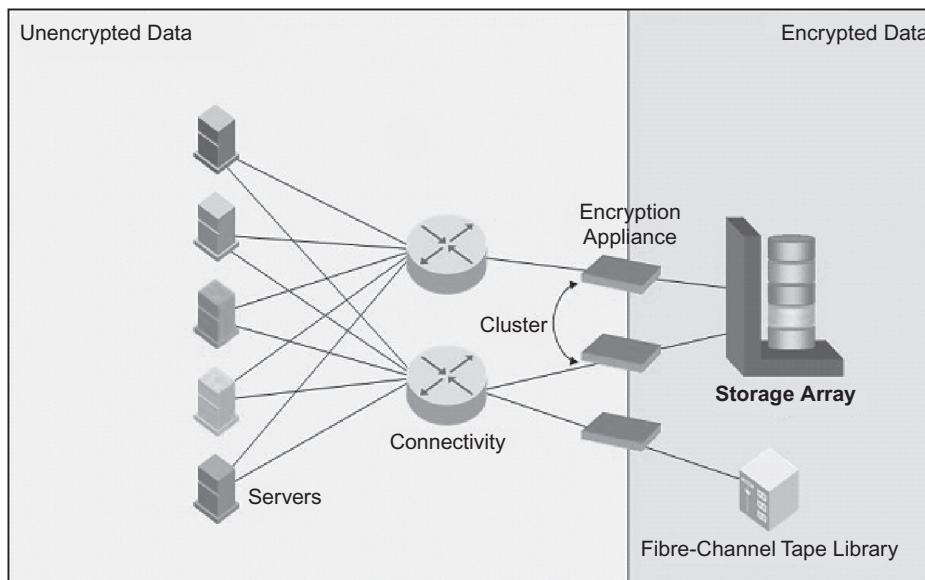 Unencrypted Data
Encrypted Data
Encryption
Appliance
Cluster
Storage Array
Connectivity
Servers
Fibre-Channel Tape Library